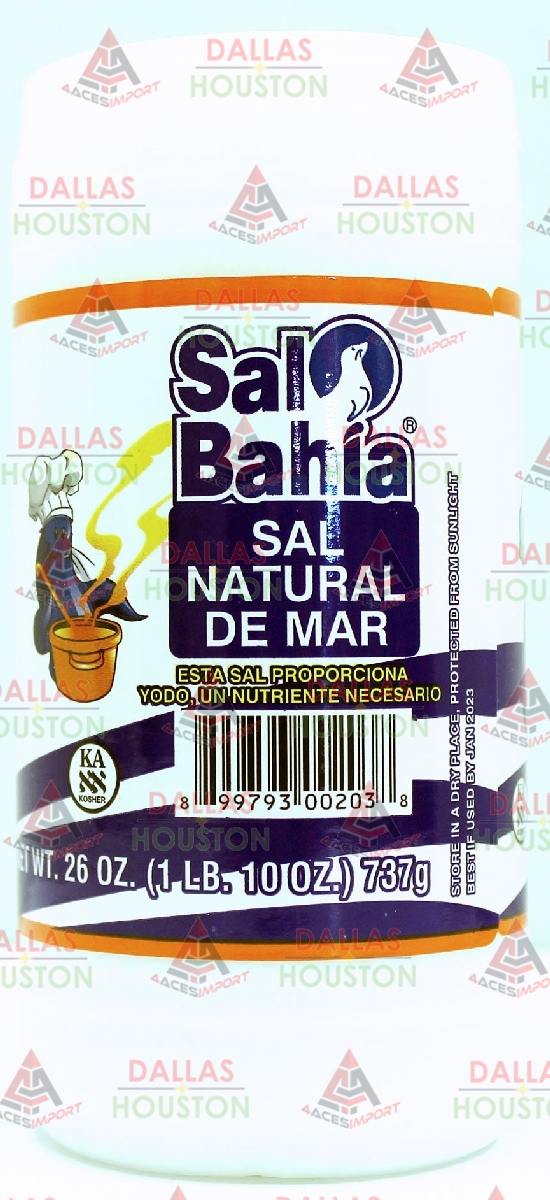 Sal
Bahia®
SAL
NATURAL
DE MAR
ESTA SAL PROPORCIONA
YODO, UN NUTRIENTE NECESARIO
KA
KOSHER
8 99793 00203 8
NET WT. 26 OZ. (1 LB. 10 OZ.) 737g
STORE IN A DRY PLACE, PROTECTED FROM SUNLIGHT
BEST IF USED BY JAN 2023
DALLAS
HOUSTON
4ACESIMPORT